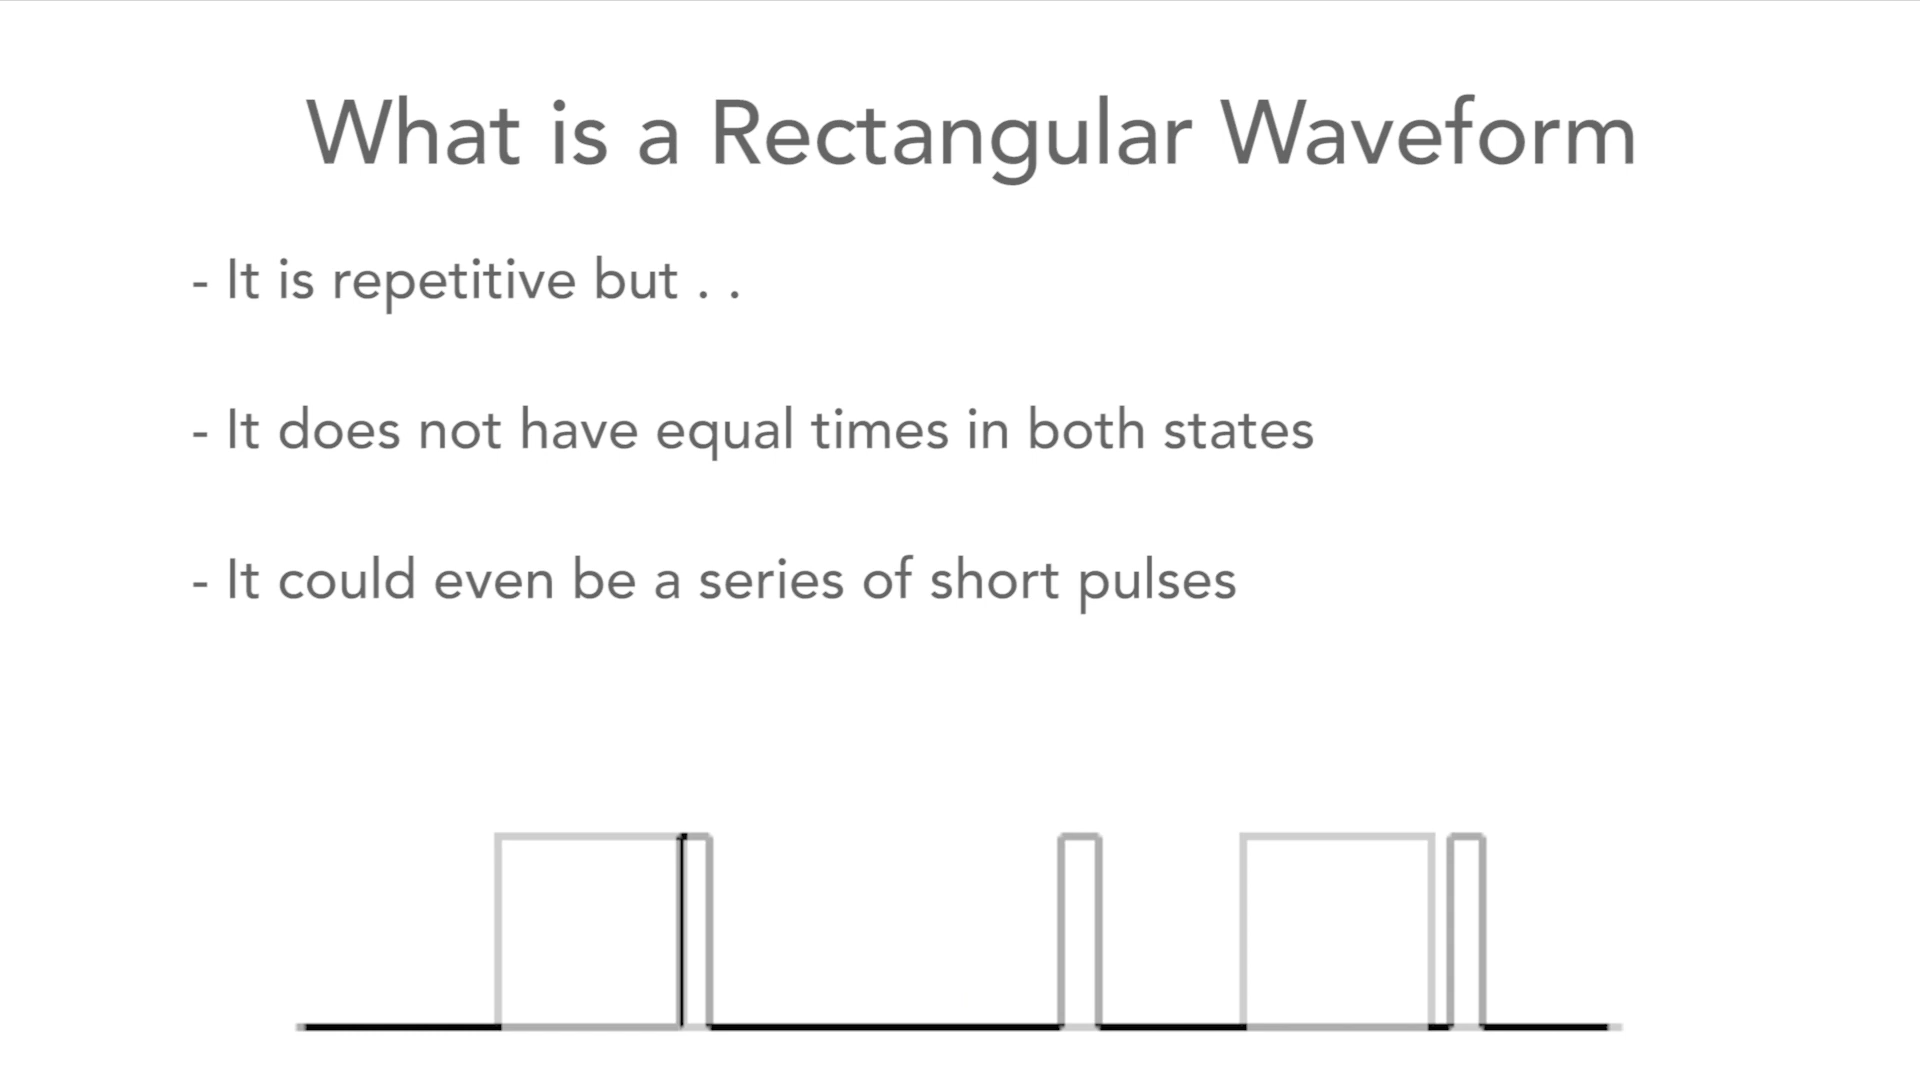 What is a Rectangular Waveform
- It is repetitive but . .
- It does not have equal times in both states
- It could even be a series of short pulses